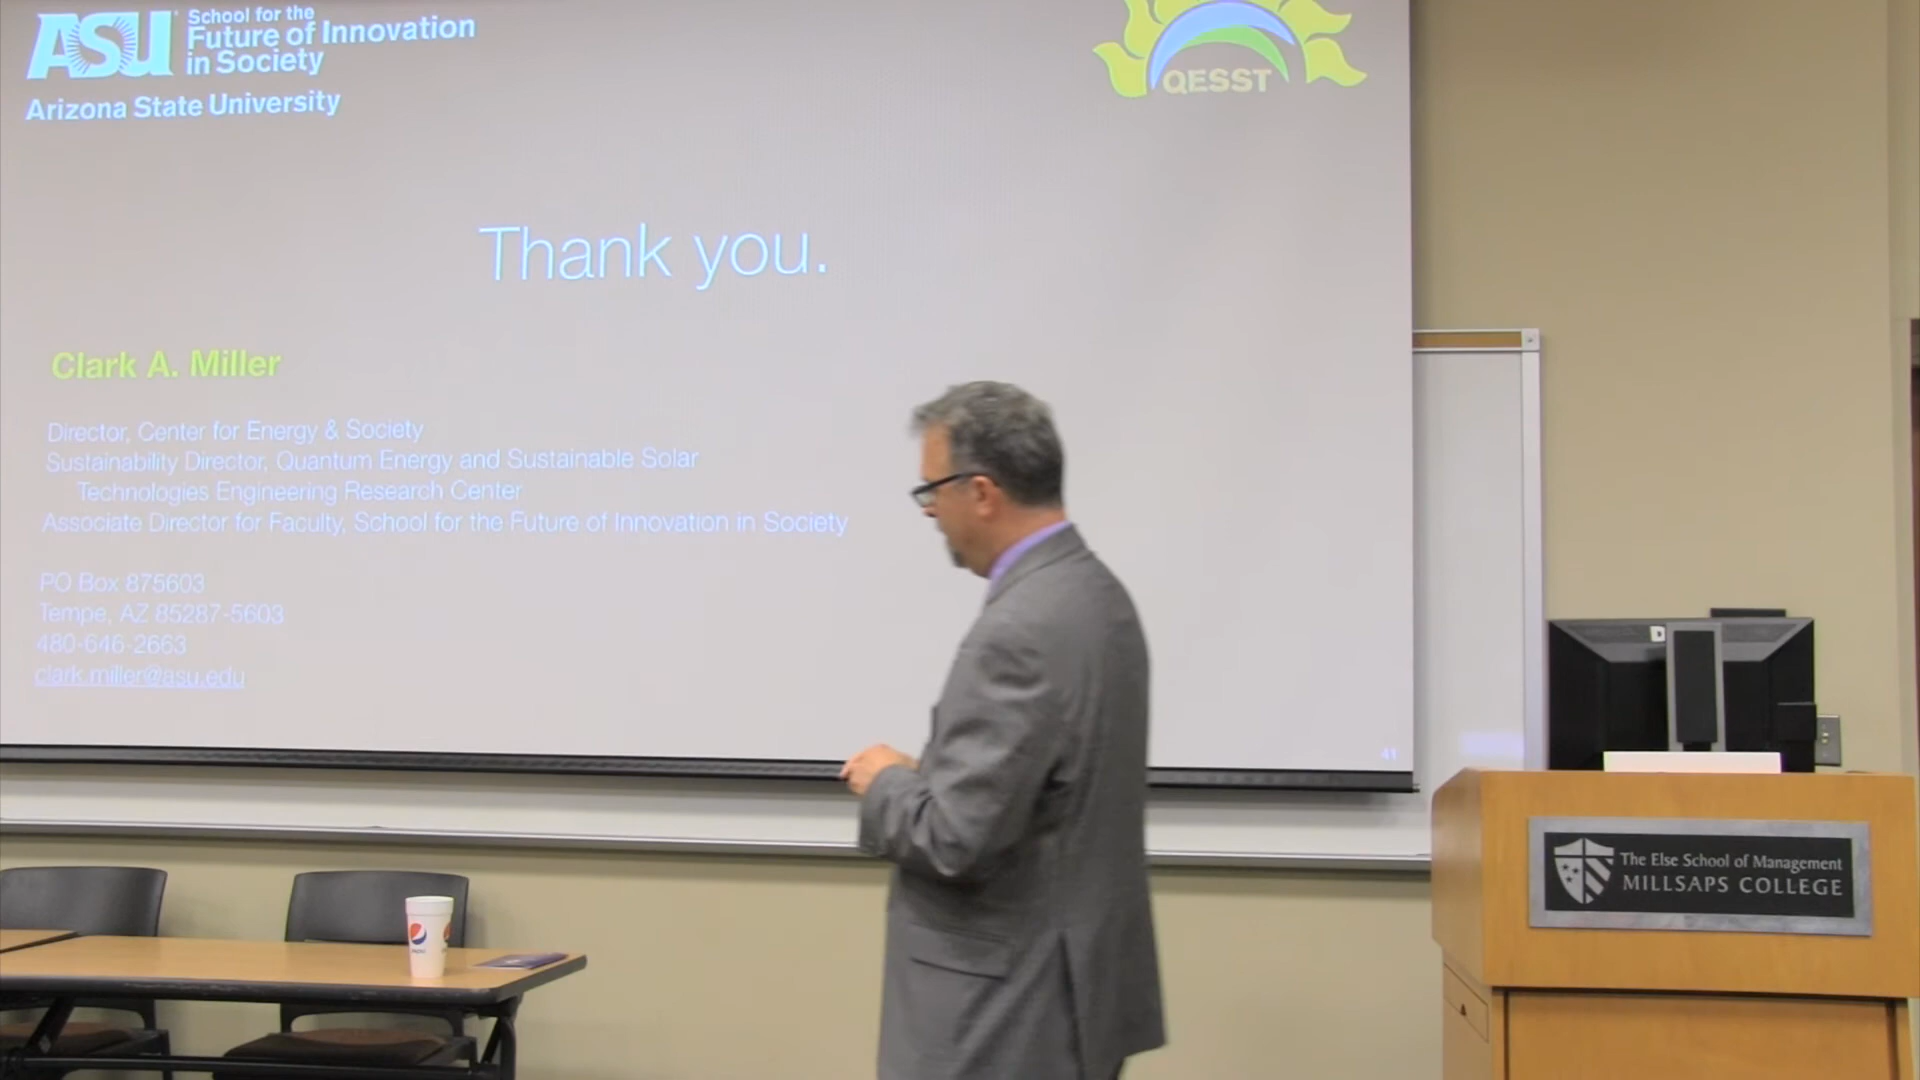 ASU School for the
Future of Innovation
in Society
Arizona State University
QESST
Thank you.
Clark A. Miller
Director, Center for Energy & Society
Sustainability Director, Quantum Energy and Sustainable Solar
Technologies Engineering Research Center
Associate Director for Faculty, School for the Future of Innovation in Society
PO Box 875603
Tempe, AZ 85287-5603
480-646-2663
clark.miller@asu.edu
41
The Else School of Management
MILLSAPS COLLEGE
pepsi